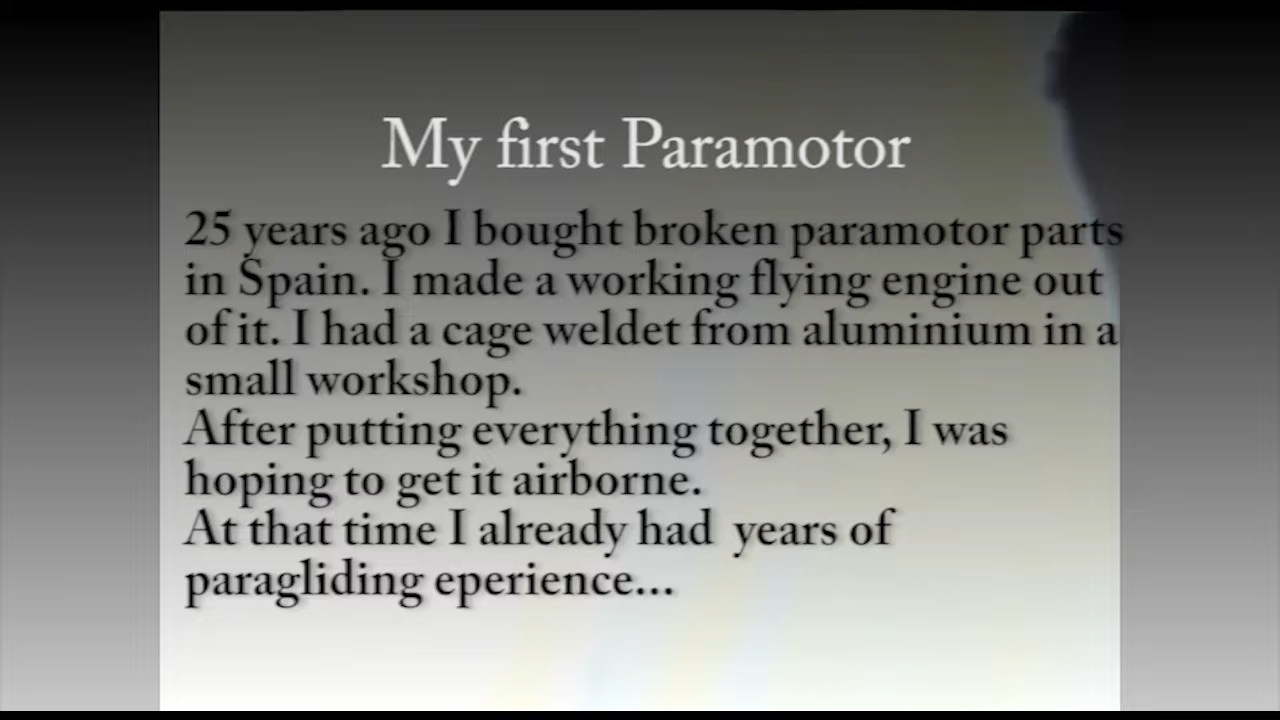 My first Paramotor
25 years ago I bought broken paramotor parts
in Spain. I made a working flying engine out
of it. I had a cage weldet from aluminium in a
small workshop.
After putting everything together, I was
hoping to get it airborne.
At that time I already had  years of
paragliding eperience...